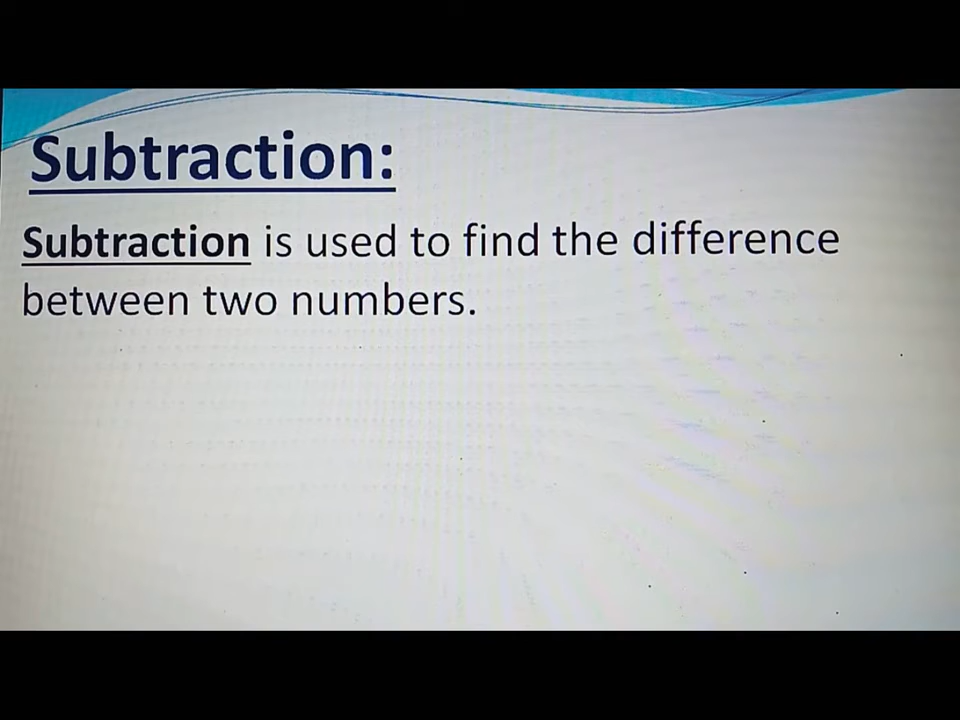 Subtraction:
Subtraction is used to find the difference
between two numbers.